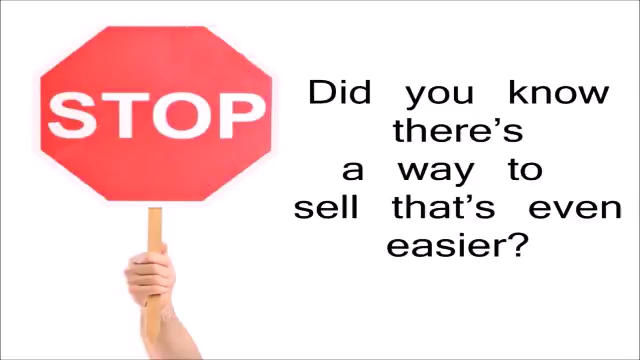 STOP
Did you know
there's
a way to
sell that's even
easier?